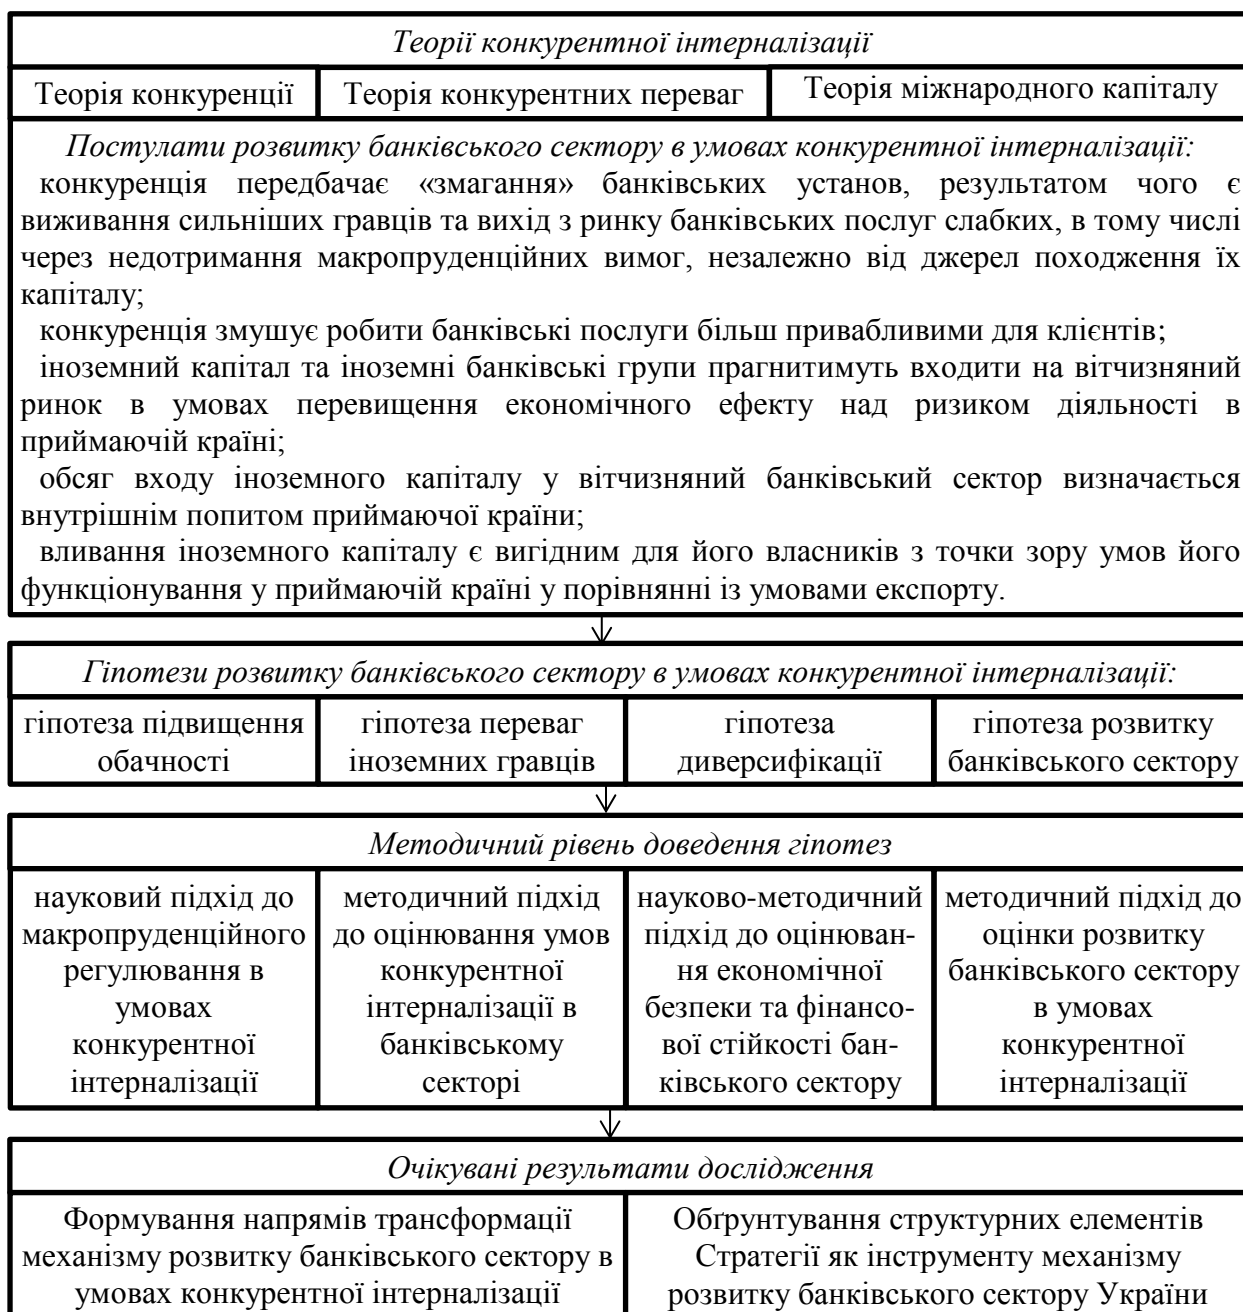 Теорії конкурентної інтерналізації
Теорія конкуренції
Теорія конкурентних переваг
Теорія міжнародного капіталу
Постулати розвитку банківського сектору в умовах конкурентної інтерналізації:
конкуренція передбачає «змагання» банківських установ, результатом чого є
виживання сильніших гравців та вихід з ринку банківських послуг слабких, в тому числі
через недотримання макропруденційних вимог, незалежно від джерел походження їх
капіталу;
конкуренція змушує робити банківські послуги більш привабливими для клієнтів;
іноземний капітал та іноземні банківські групи прагнитимуть входити на вітчизняний
ринок в умовах перевищення економічного ефекту над ризиком діяльності в
приймаючій країні;
обсяг входу іноземного капіталу у вітчизняний банківський сектор визначається
внутрішнім попитом приймаючої країни;
вливання іноземного капіталу є вигідним для його власників з точки зору умов його
функціонування у приймаючій країні у порівнянні із умовами експорту.
Гіпотези розвитку банківського сектору в умовах конкурентної інтерналізації:
гіпотеза підвищення
обачності
гіпотеза переваг
іноземних гравців
гіпотеза
диверсифікації
гіпотеза розвитку
банківського сектору
Методичний рівень доведення гіпотез
науковий підхід до
макропруденційного
регулювання в
умовах
конкурентної
інтерналізації
методичний підхід
до оцінювання умов
конкурентної
інтерналізації в
банківському
секторі
науково-методичний
підхід до оцінюван-
ня економічної
безпеки та фінансо-
вої стійкості бан-
ківського сектору
методичний підхід до
оцінки розвитку
банківського сектору
в умовах
конкурентної
інтерналізації
Очікувані результати дослідження
Формування напрямів трансформації
механізму розвитку банківського сектору в
умовах конкурентної інтерналізації
Обґрунтування структурних елементів
Стратегії як інструменту механізму
розвитку банківського сектору України